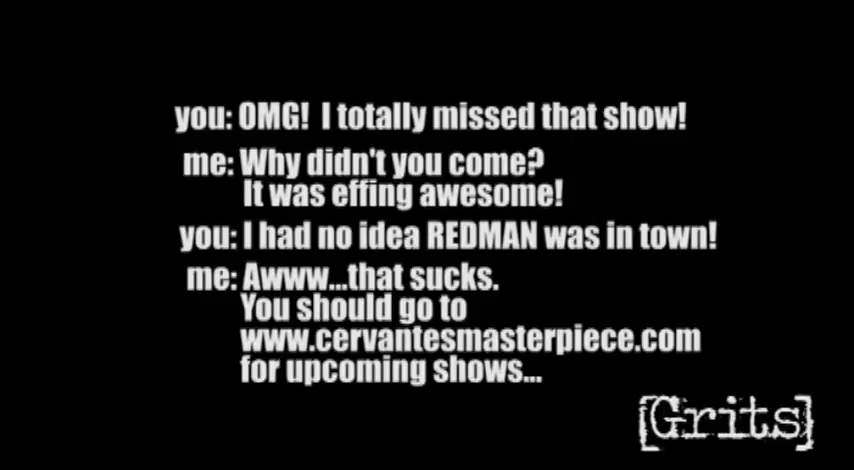 you: OMG!  I totally missed that show!
me: Why didn't you come?
It was effing awesome!
you: I had no idea REDMAN was in town!
me: Awww...that sucks.
You should go to
www.cervantesmasterpiece.com
for upcoming shows...
[Grits]